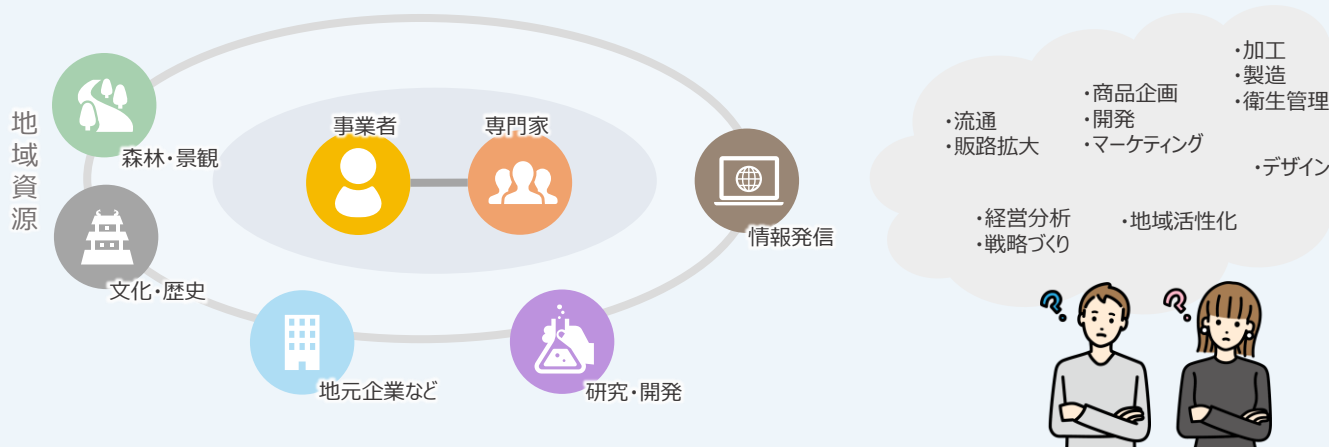 地域資源
森林・景観
文化・歴史
事業者
専門家
情報発信
地元企業など
研究・開発
・流通
・販路拡大
・商品企画
・開発
・マーケティング
・加工
・製造
・衛生管理
・デザイン
・経営分析
・戦略づくり
・地域活性化
?
?